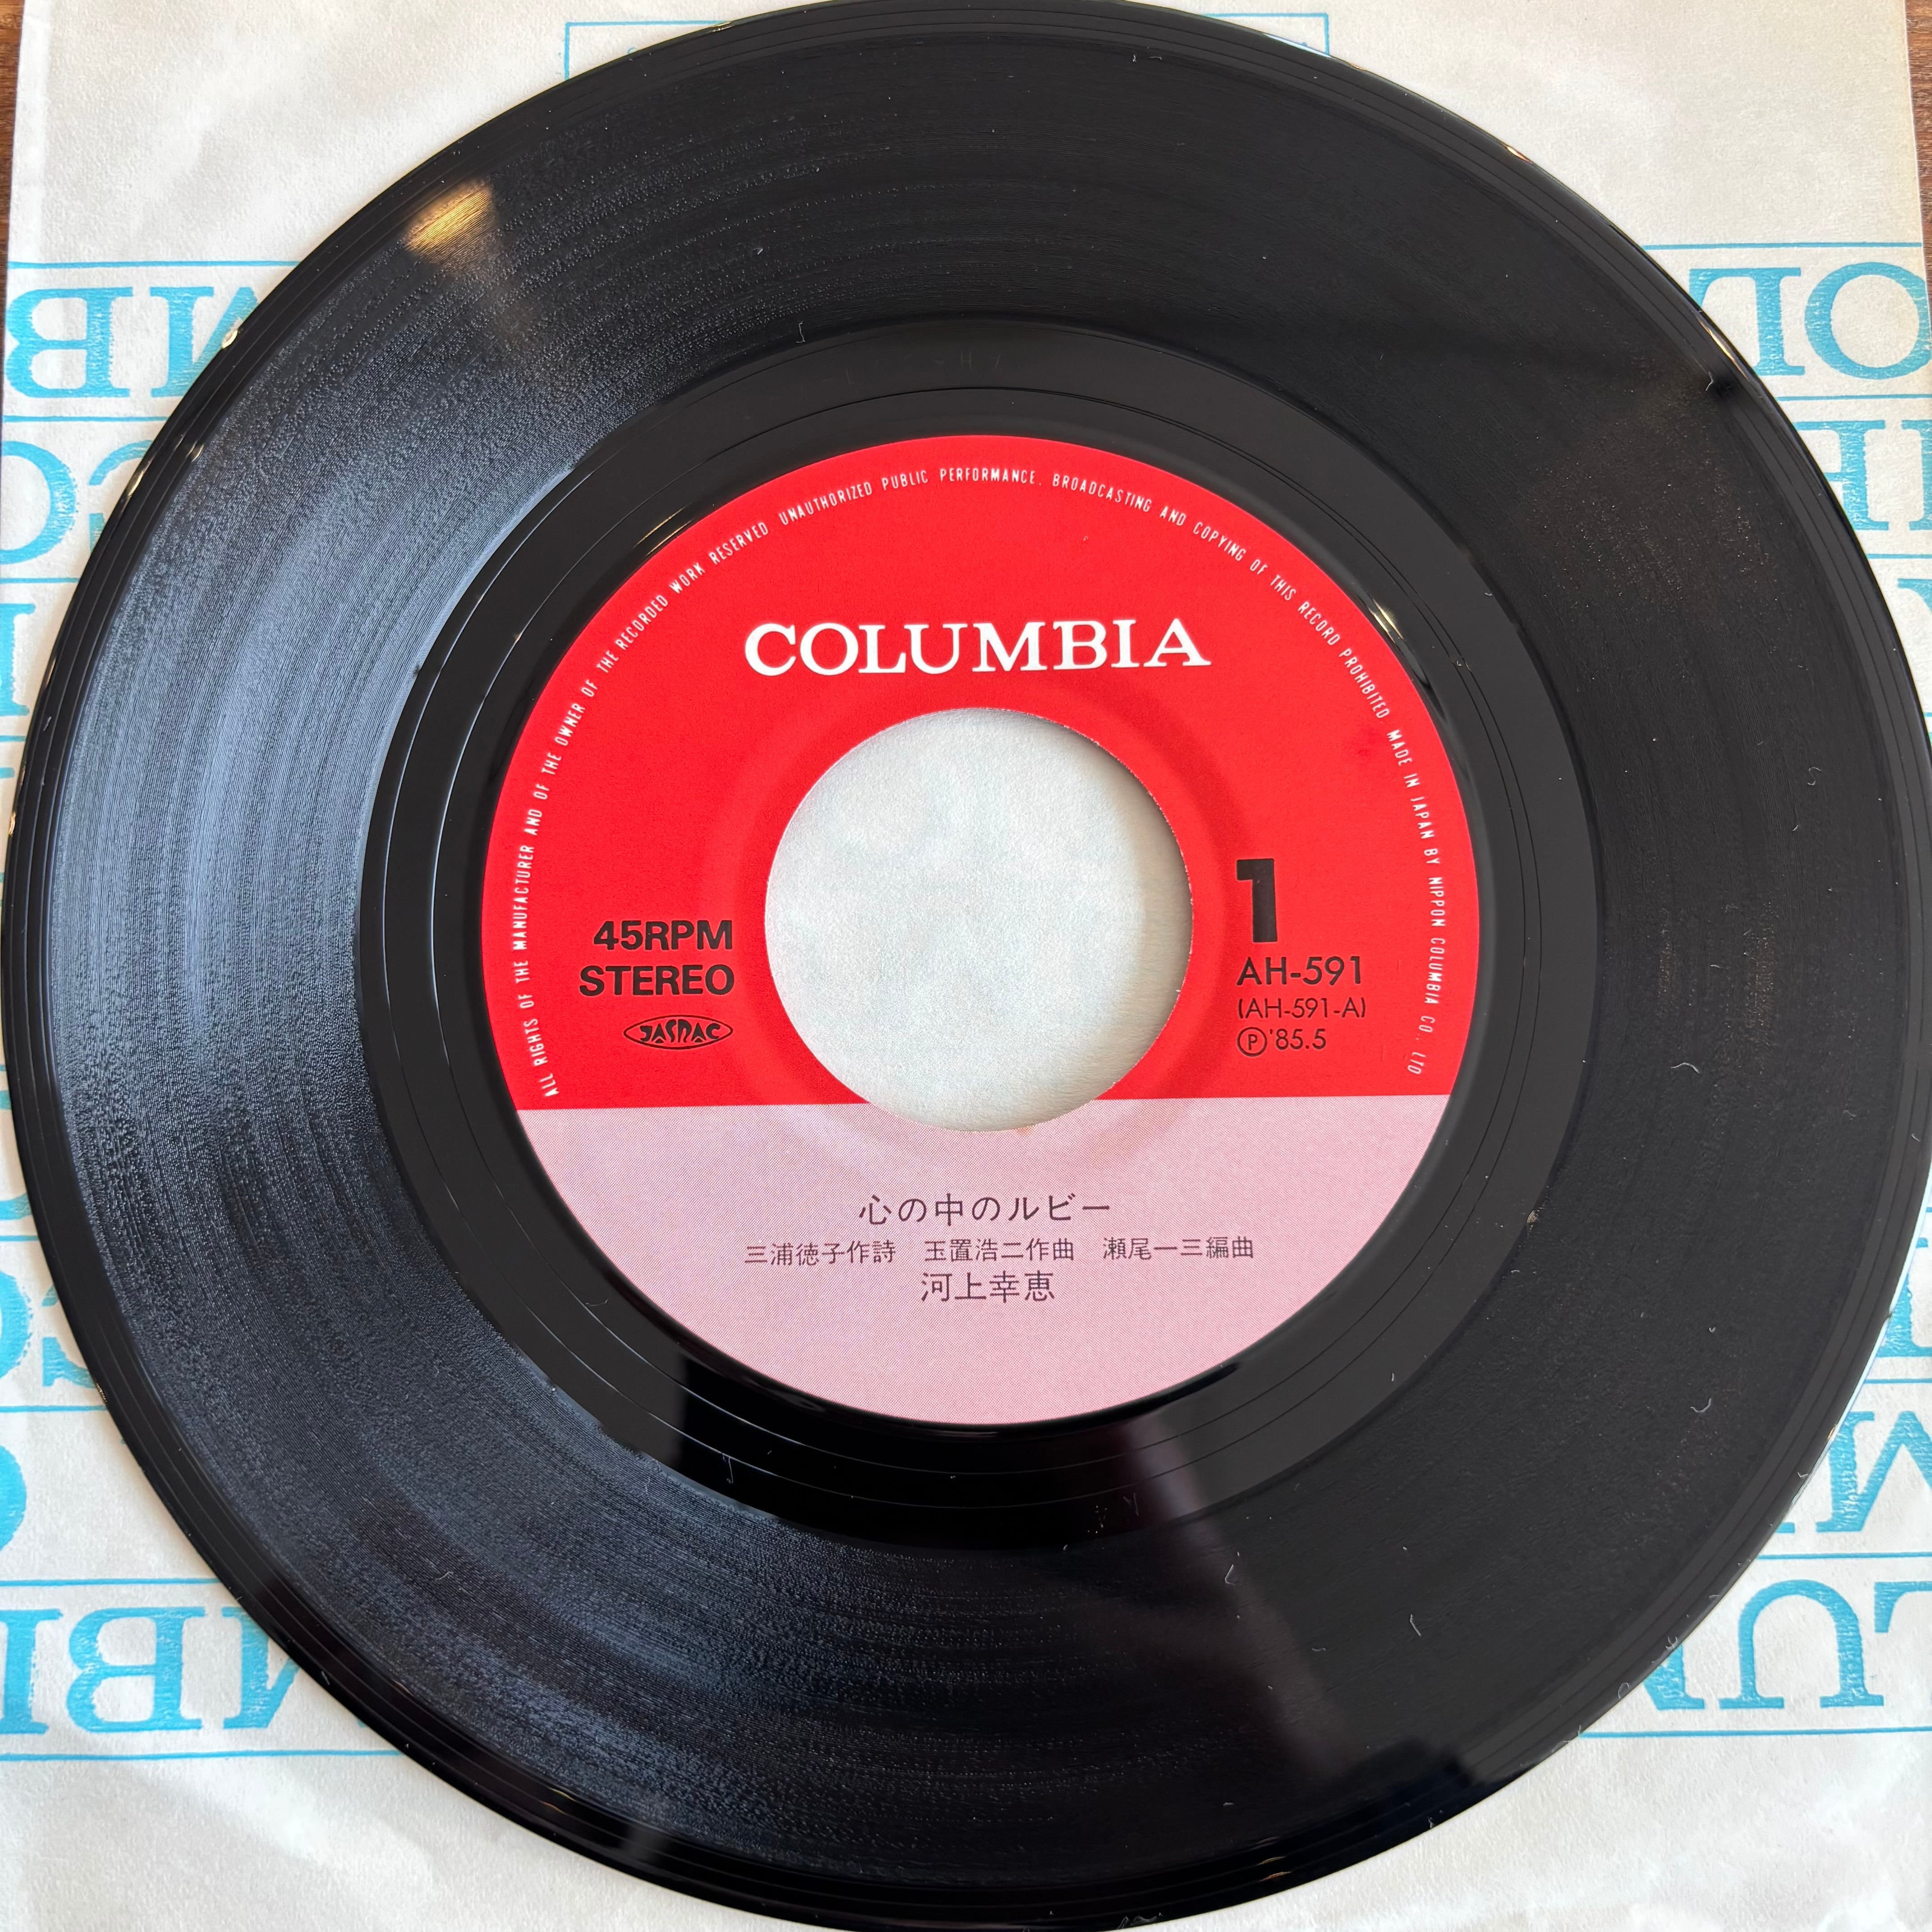 COLUMBIA
ALL RIGHTS OF THE MANUFACTURER AND OF THE OWNER OF THE RECORDED WORK RESERVED UNAUTHORIZED PUBLIC PERFORMANCE. BROADCASTING AND COPYING OF THIS RECORD PROHIBITED. MADE IN JAPAN BY NIPPON COLUMBIA CO., LTD
45RPM
STEREO
JASRAC
1
AH-591
(AH-591-A)
Ⓟ'85.5
心の中のルビー
三浦徳子作詩 玉置浩二作曲 瀬尾一三編曲
河上幸恵